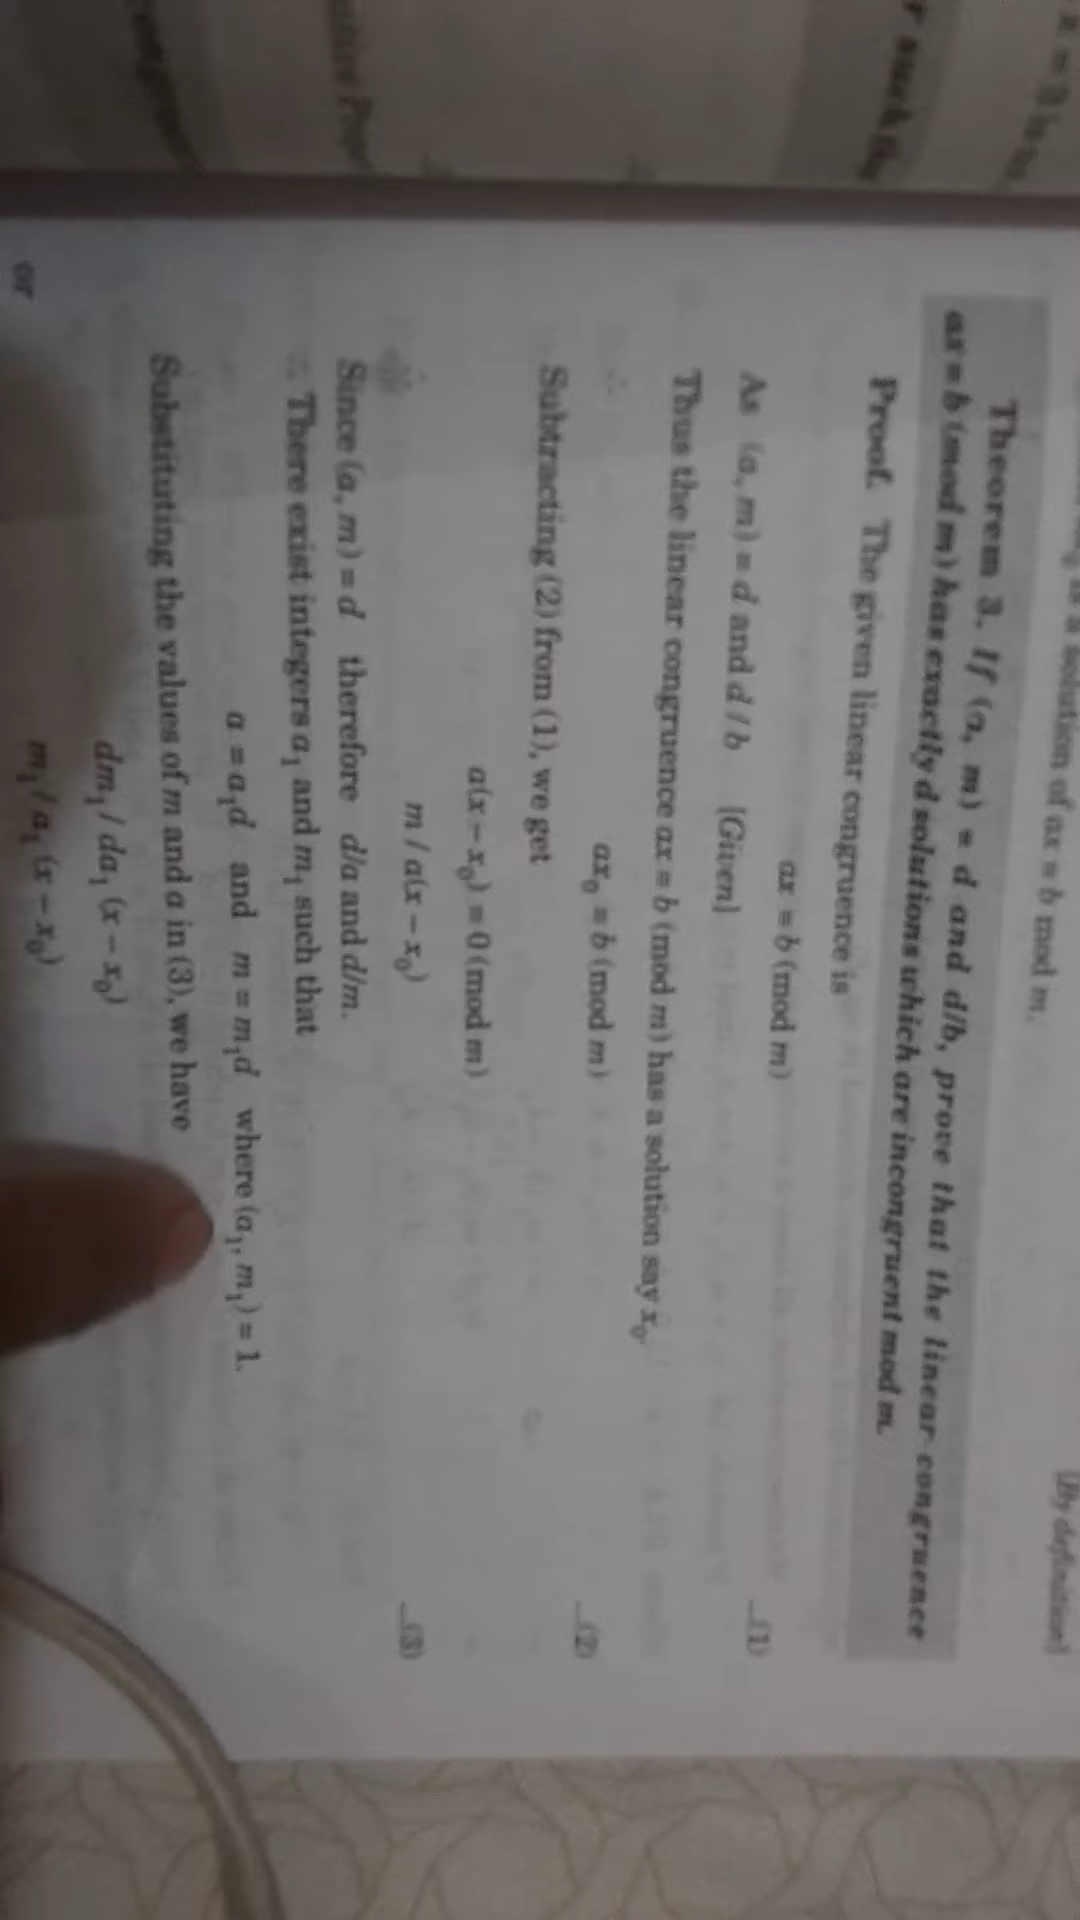 x = 3 is
r such the
solution of ax ≡ b mod m.
[By definition]
Theorem 3. If (a, m) = d and d/b, prove that the linear congruence
ax ≡ b (mod m) has exactly d solutions which are incongruent mod m.
Proof. The given linear congruence is
ax ≡ b (mod m) ...(1)
As (a, m) = d and d/b [Given]
Thus the linear congruence ax ≡ b (mod m) has a solution say x₀.
∴ ax₀ ≡ b (mod m) ...(2)
Subtracting (2) from (1), we get
a(x – x₀) ≡ 0 (mod m)
∴ m / a(x – x₀) ...(3)
Since (a, m) = d therefore d/a and d/m.
∴ There exist integers a₁ and m₁ such that
a = a₁d and m = m₁d where (a₁, m₁) = 1.
Substituting the values of m and a in (3), we have
dm₁ / da₁ (x – x₀)
or m₁ / a₁ (x – x₀)